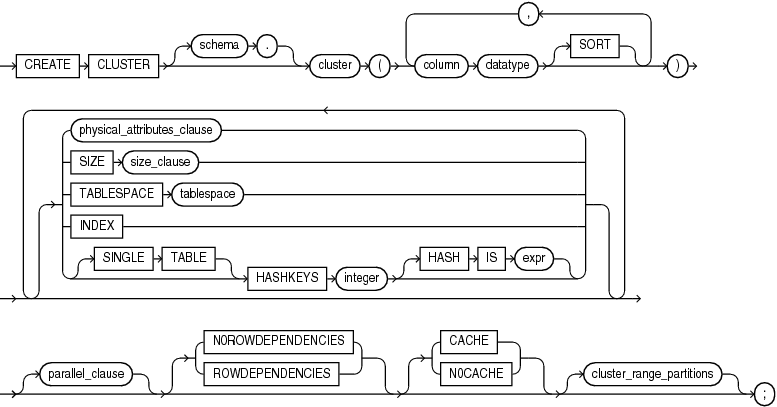 schema .
,
CREATE CLUSTER cluster ( column datatype SORT )
physical_attributes_clause
SIZE size_clause
TABLESPACE tablespace
INDEX
SINGLE TABLE HASHKEYS integer HASH IS expr
parallel_clause
NOROWDEPENDENCIES
ROWDEPENDENCIES
CACHE
NOCACHE
cluster_range_partitions
;